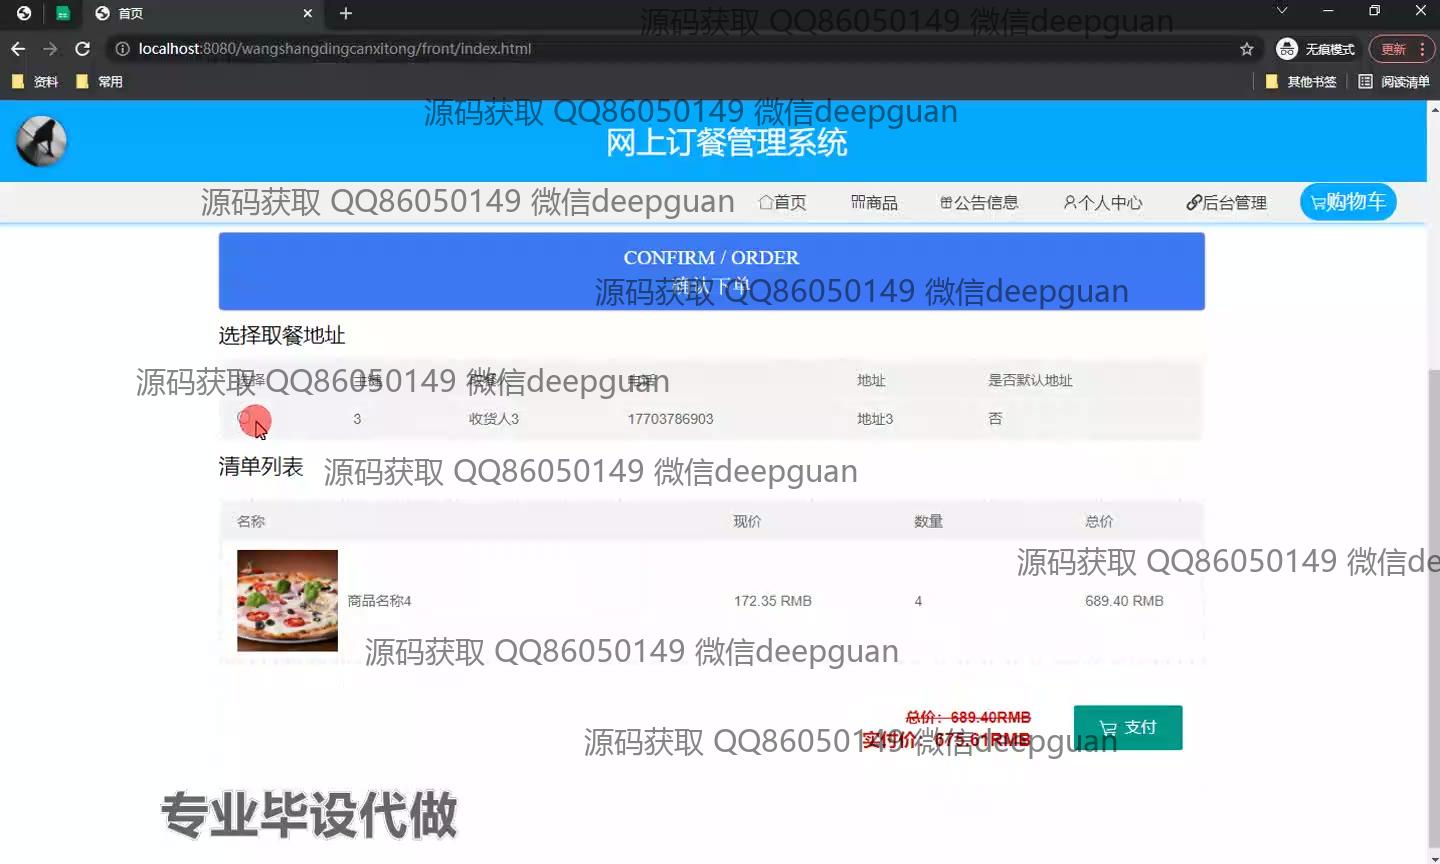 首页
源码获取 QQ86050149 微信deepguan
localhost:8080/wangshangdingcanxitong/front/index.html
无痕模式
更新
资料
常用
其他书签
阅读清单
源码获取 QQ86050149 微信deepguan
网上订餐管理系统
源码获取 QQ86050149 微信deepguan
首页
商品
公告信息
个人中心
后台管理
购物车
CONFIRM / ORDER
确认下单
源码获取 QQ86050149 微信deepguan
选择取餐地址
源码获取 QQ86050149 微信deepguan
地址
是否默认地址
3
收货人3
17703786903
地址3
否
清单列表
源码获取 QQ86050149 微信deepguan
名称
现价
数量
总价
源码获取 QQ86050149 微信de
商品名称4
172.35 RMB
4
689.40 RMB
源码获取 QQ86050149 微信deepguan
总价：689.40RMB
实付价：675.61RMB
支付
源码获取 QQ86050149 微信deepguan
专业毕设代做